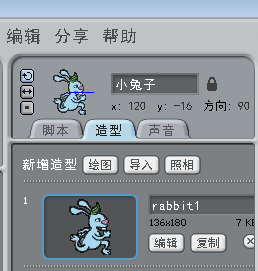 编辑 分享 帮助
小兔子
x: 120 y: -16 方向: 90
脚本 造型 声音
新增造型 绘图 导入 照相
1
rabbit1
136x180 7 KB
编辑 复制